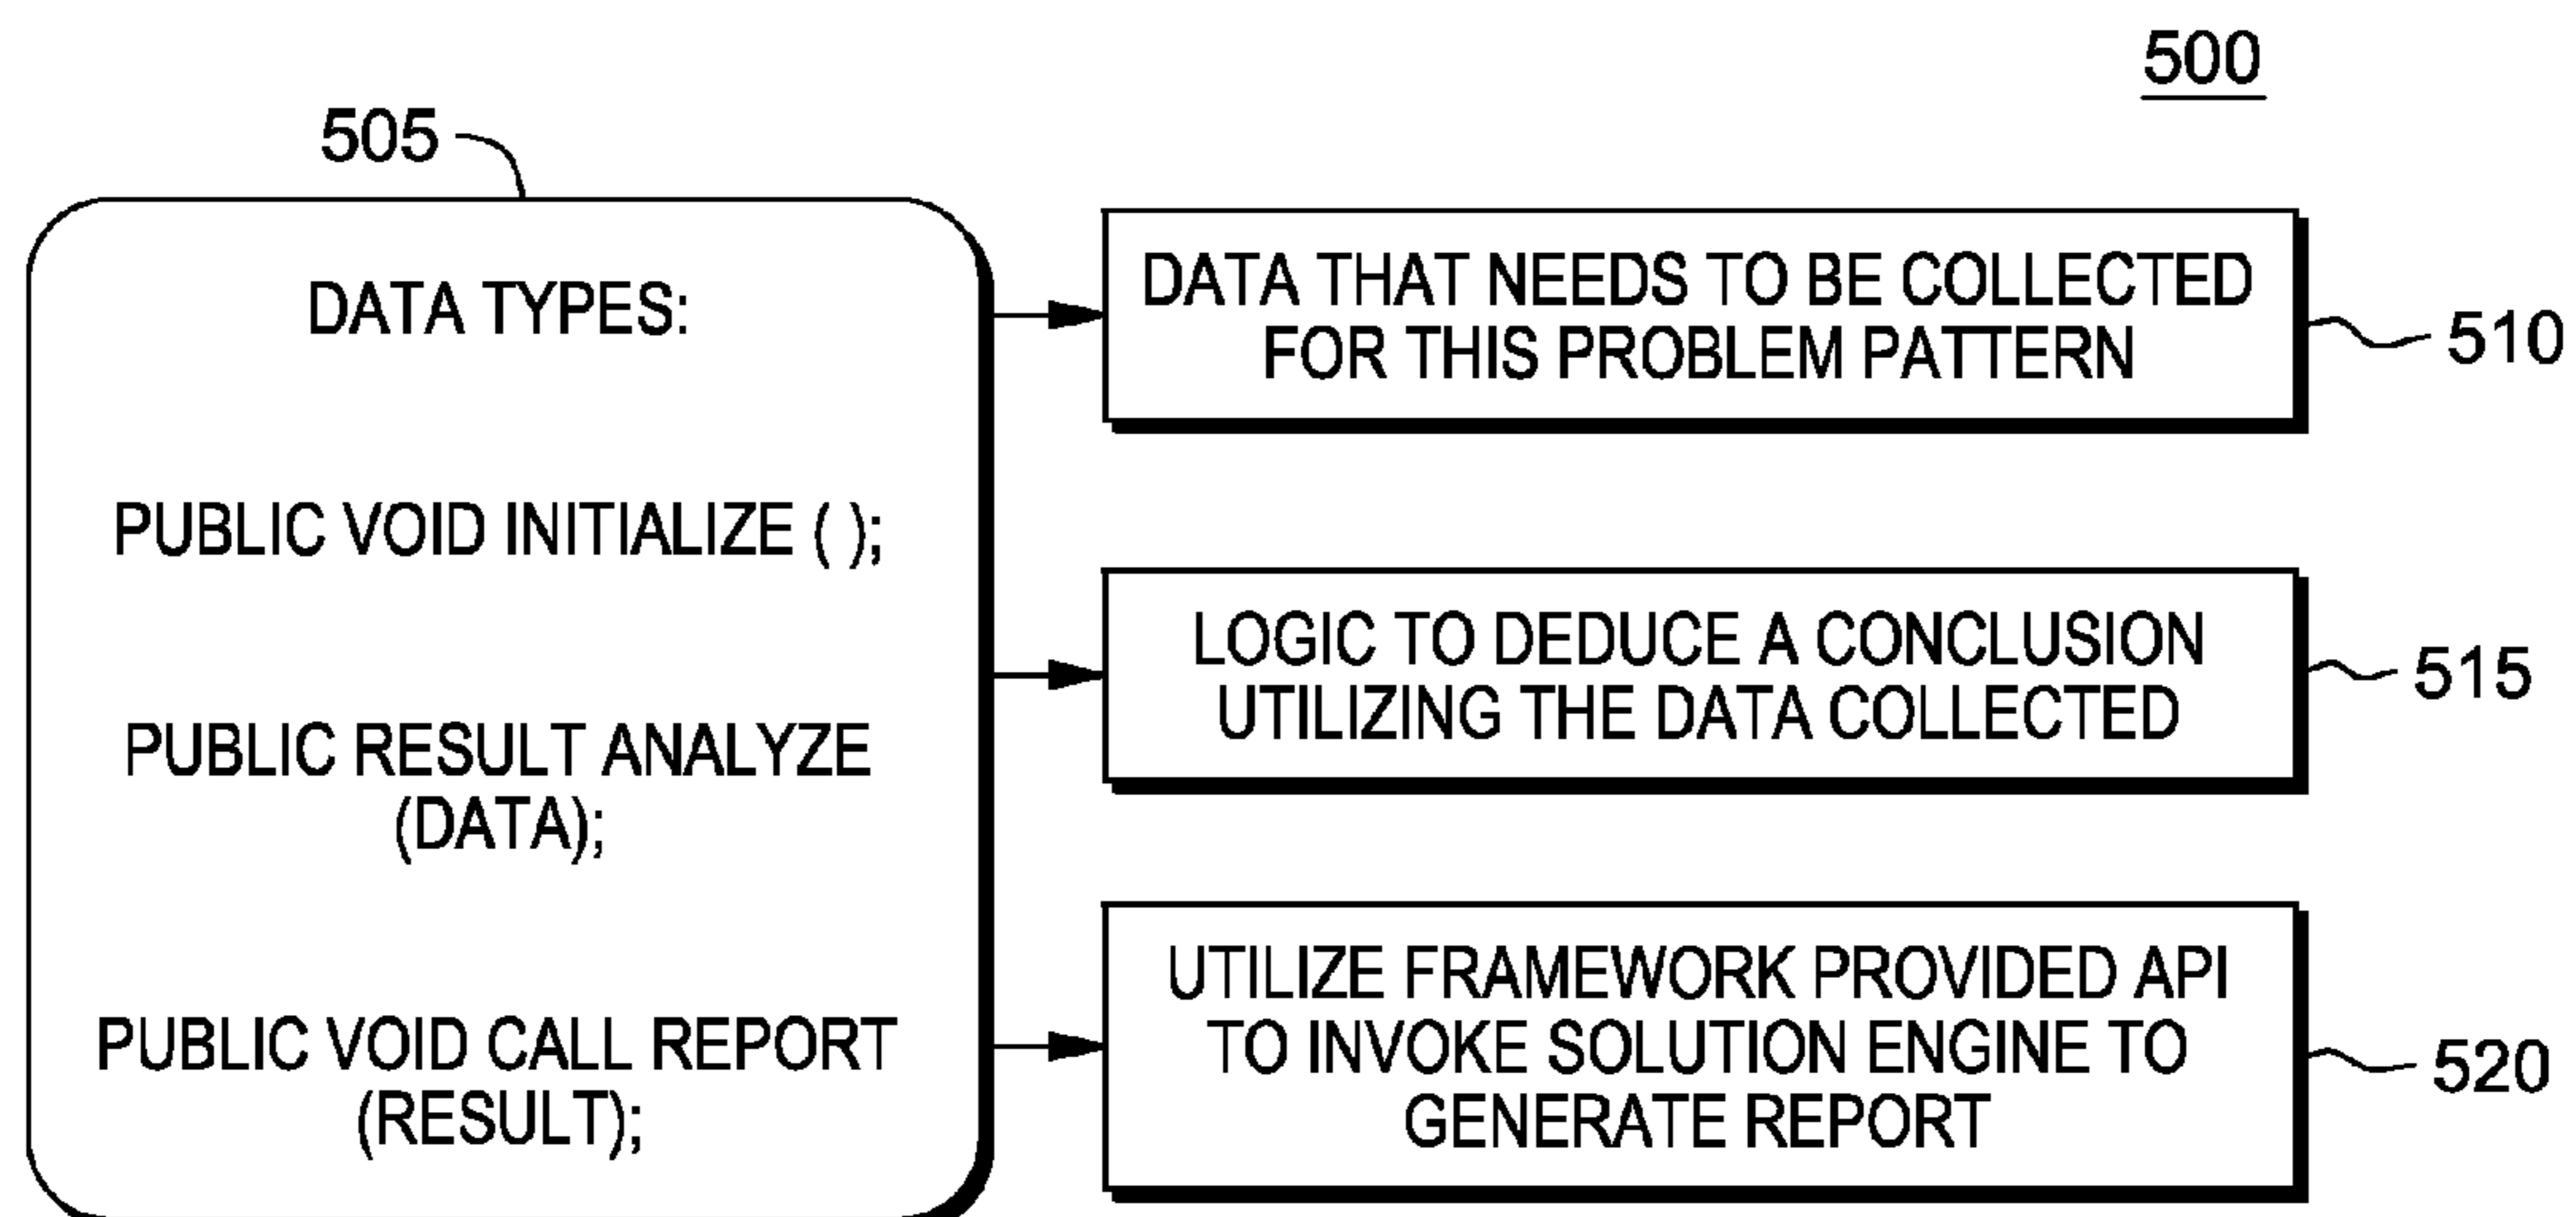 500
505
DATA TYPES:
PUBLIC VOID INITIALIZE ( );
PUBLIC RESULT ANALYZE
(DATA);
PUBLIC VOID CALL REPORT
(RESULT);
DATA THAT NEEDS TO BE COLLECTED
FOR THIS PROBLEM PATTERN
510
LOGIC TO DEDUCE A CONCLUSION
UTILIZING THE DATA COLLECTED
515
UTILIZE FRAMEWORK PROVIDED API
TO INVOKE SOLUTION ENGINE TO
GENERATE REPORT
520